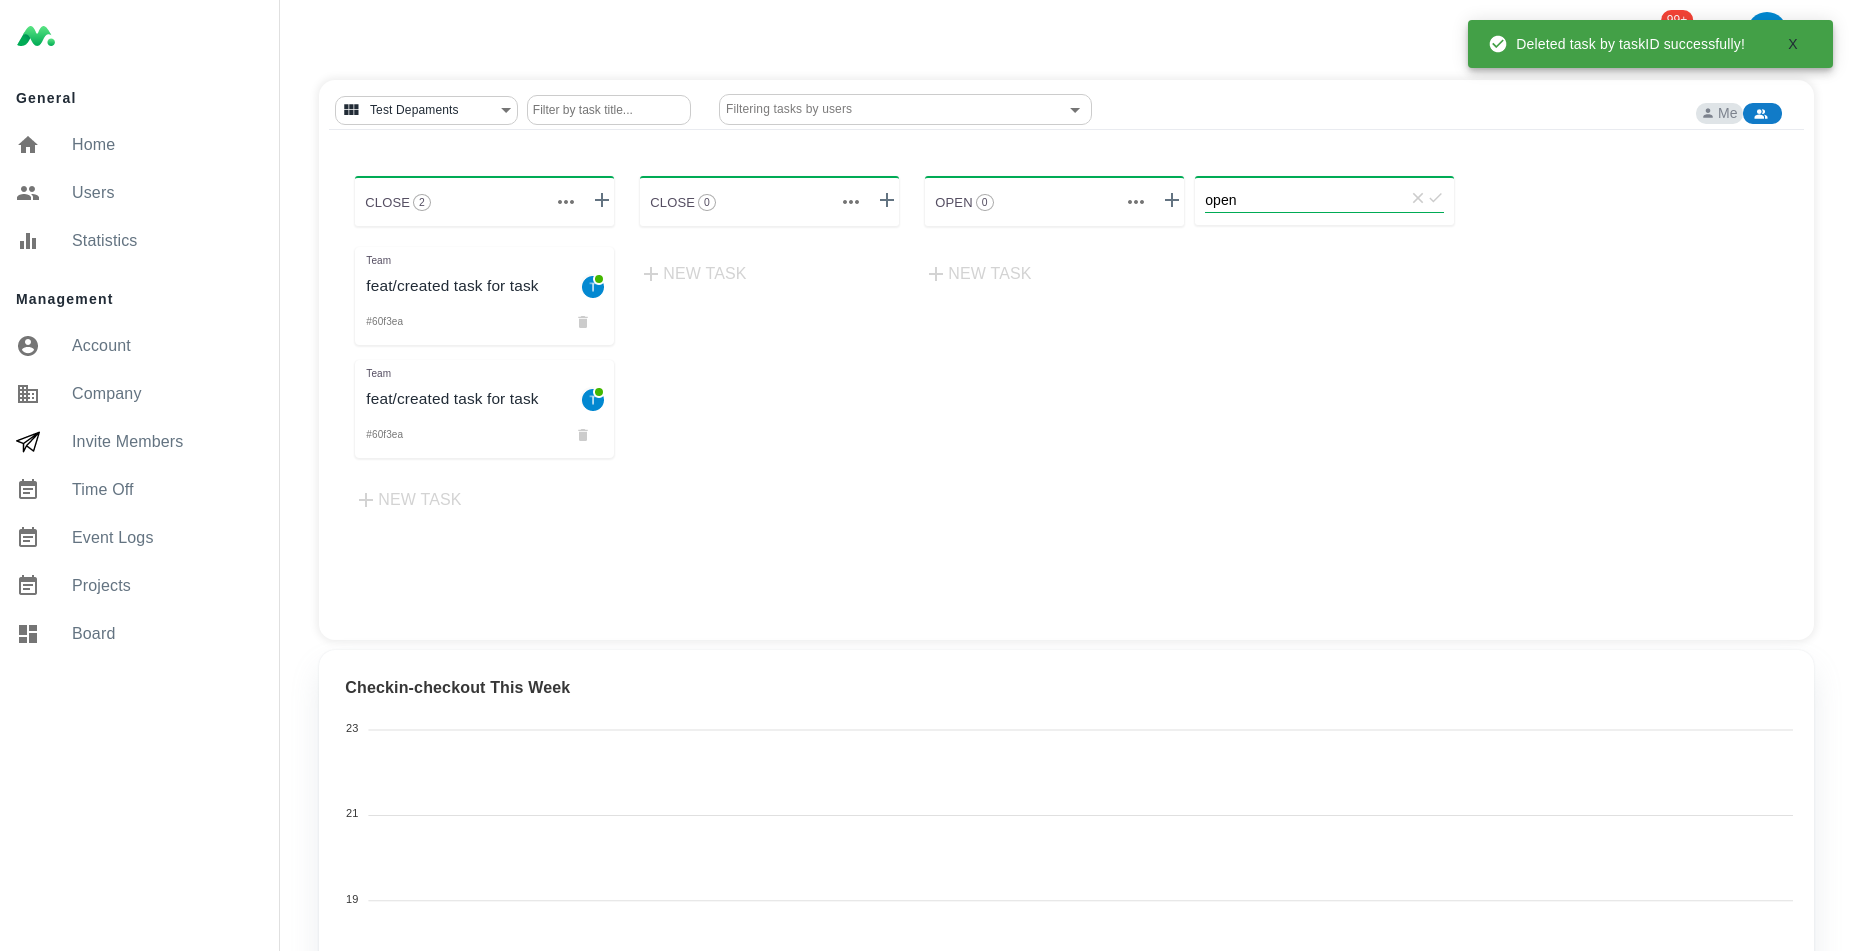 General
Home
Users
Statistics
Management
Account
Company
Invite Members
Time Off
Event Logs
Projects
Board
99+
Deleted task by taskID successfully!
X
Test Depaments
Filter by task title...
Filtering tasks by users
Me
CLOSE 2
CLOSE 0
OPEN 0
open
Team
feat/created task for task
T
#60f3ea
Team
feat/created task for task
T
#60f3ea
NEW TASK
NEW TASK
NEW TASK
Checkin-checkout This Week
23
21
19